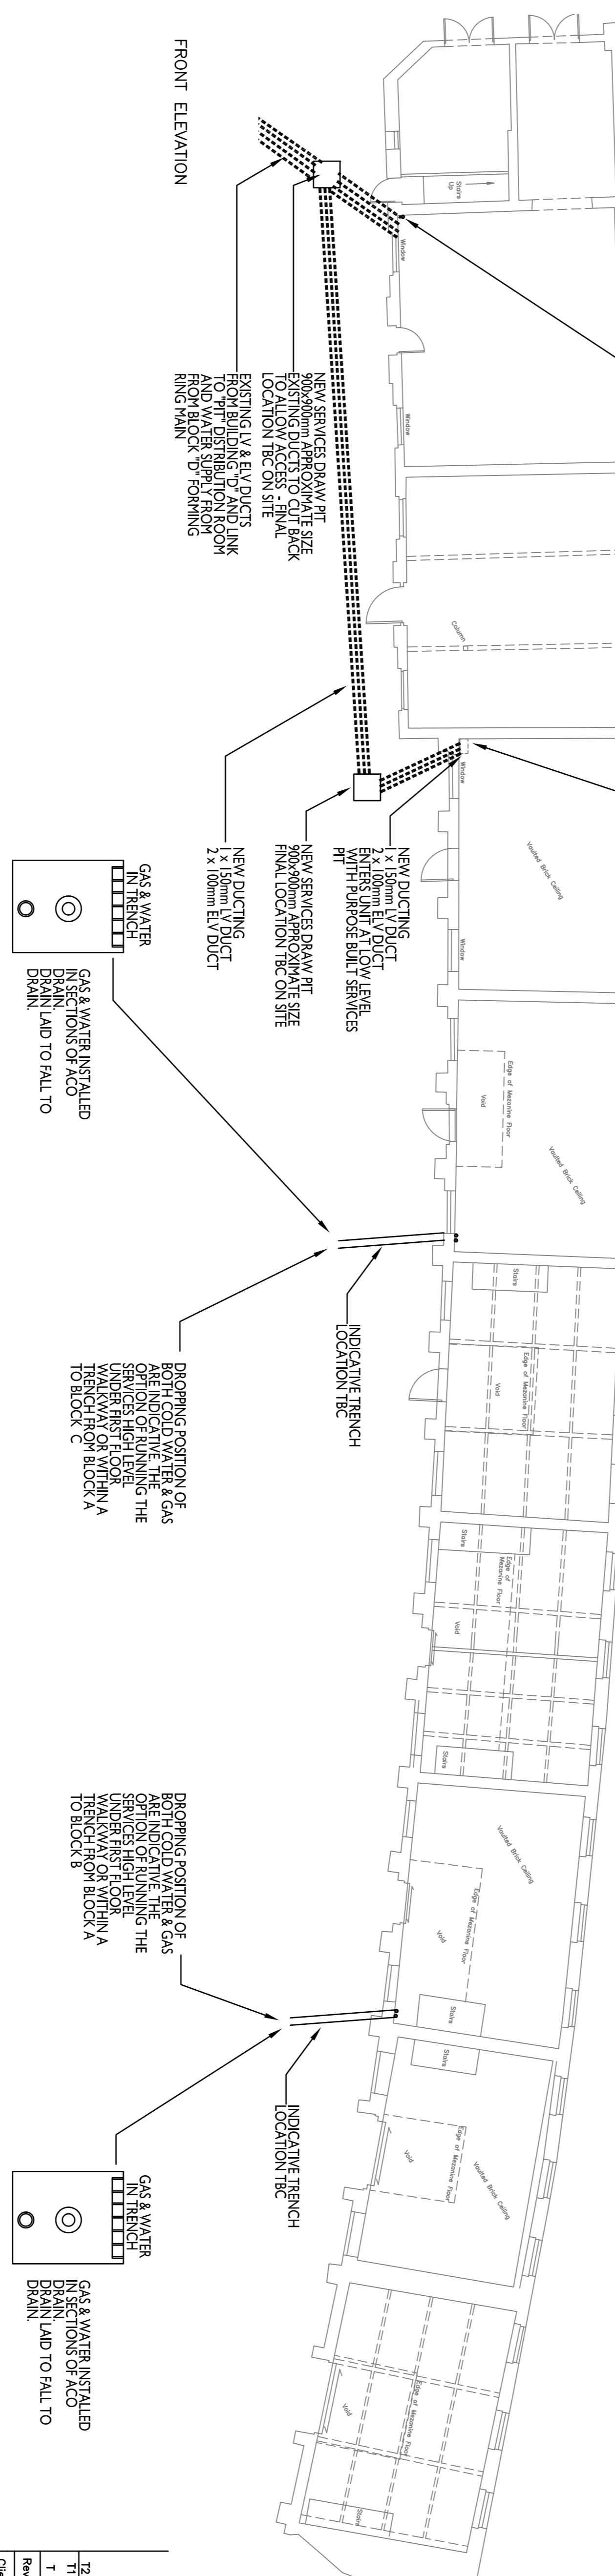 FRONT ELEVATION
Stairs
Up
Window
Window
NEW SERVICES DRAW PIT
900x900mm APPROXIMATE SIZE
EXISTING DUCTS TO CUT BACK
TO ALLOW ACCESS - FINAL
LOCATION TBC ON SITE
EXISTING LV & ELV DUCTS
FROM BUILDING "D" AND LINK
TO "PIT" DISTRIBUTION ROOM
AND WATER SUPPLY FROM
FROM BLOCK "D" FORMING
RING MAIN
Column
Window
Vaulted Brick Ceiling
Window
NEW DUCTING
1 x 150mm LV DUCT
2 x 100mm ELV DUCT
ENTERS UNIT AT LOW LEVEL
WITH PURPOSE BUILT SERVICES
PIT
NEW SERVICES DRAW PIT
900x900mm APPROXIMATE SIZE
FINAL LOCATION TBC ON SITE
NEW DUCTING
1 x 150mm LV DUCT
2 x 100mm ELV DUCT
GAS & WATER
IN TRENCH
GAS & WATER INSTALLED
IN SECTIONS OF ACO
DRAIN.
DRAIN LAID TO FALL TO
DRAIN.
Edge of Mezanine Floor
Void
Vaulted Brick Ceiling
Stairs
INDICATIVE TRENCH
LOCATION TBC
DROPPING POSITION OF
BOTH COLD WATER & GAS
ARE INDICATIVE. THE
OPTION OF RUNNING THE
SERVICES HIGH LEVEL
UNDER FIRST FLOOR
WALKWAY OR WITHIN A
TRENCH FROM BLOCK A
TO BLOCK C
Edge of Mezanine Floor
Void
Stairs
Edge of
Mezanine Floor
Void
Stairs
Vaulted Brick Ceiling
Edge of Mezanine Floor
Void
Stairs
DROPPING POSITION OF
BOTH COLD WATER & GAS
ARE INDICATIVE. THE
OPTION OF RUNNING THE
SERVICES HIGH LEVEL
UNDER FIRST FLOOR
WALKWAY OR WITHIN A
TRENCH FROM BLOCK A
TO BLOCK B
INDICATIVE TRENCH
LOCATION TBC
Stairs
Void
Edge of Mezanine Floor
Vaulted Brick Ceiling
GAS & WATER
IN TRENCH
GAS & WATER INSTALLED
IN SECTIONS OF ACO
DRAIN.
DRAIN LAID TO FALL TO
DRAIN.
Edge of Mezanine Floor
Void
Stairs
T2
T1
T
Rev